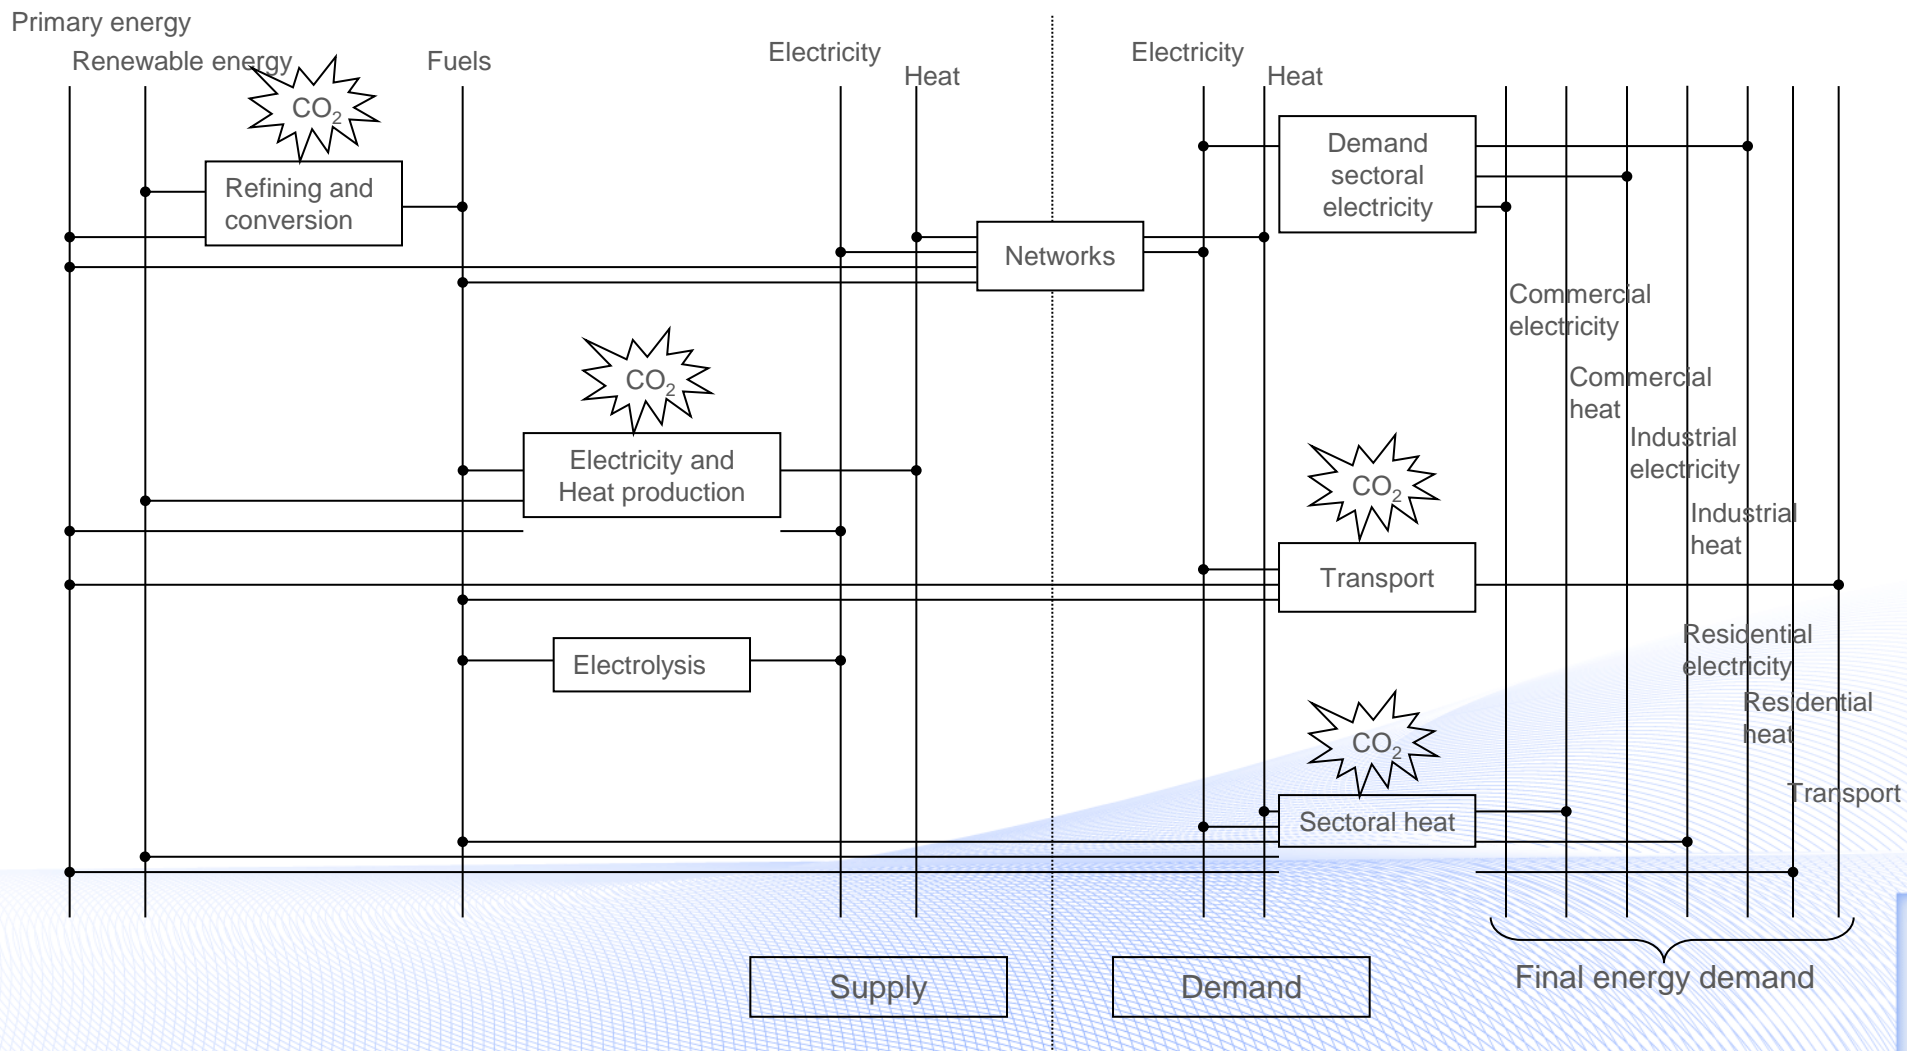 Primary energy
Renewable energy
Fuels
Electricity
Heat
Electricity
Heat
CO2
Refining and
conversion
Demand
sectoral
electricity
Networks
Commercial
electricity
CO2
Commercial
heat
Electricity and
Heat production
Industrial
electricity
CO2
Industrial
heat
Transport
Electrolysis
Residential
electricity
Residential
heat
CO2
Transport
Sectoral heat
Supply
Demand
Final energy demand